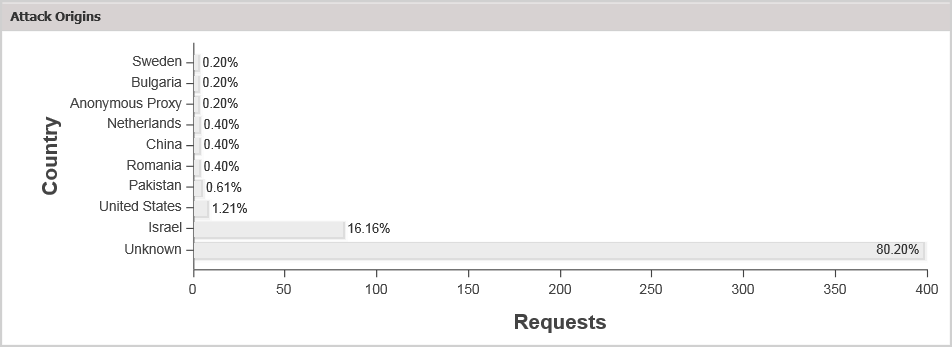 Attack Origins
Sweden 0.20%
Bulgaria 0.20%
Anonymous Proxy 0.20%
Netherlands 0.40%
China 0.40%
Romania 0.40%
Pakistan 0.61%
United States 1.21%
Israel 16.16%
Unknown 80.20%
Country
0 50 100 150 200 250 300 350 400
Requests